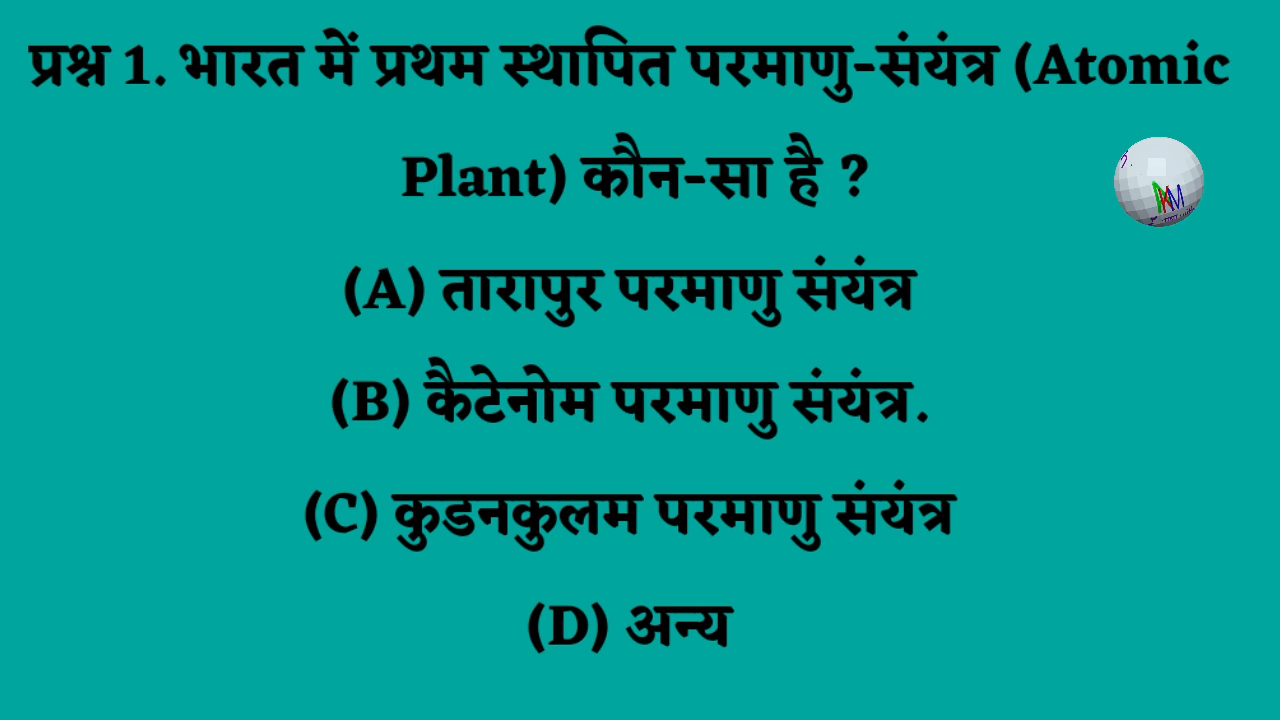 प्रश्न 1. भारत में प्रथम स्थापित परमाणु-संयंत्र (Atomic
Plant) कौन-सा है ?
(A) तारापुर परमाणु संयंत्र
(B) कैटेनोम परमाणु संयंत्र.
(C) कुडनकुलम परमाणु संयंत्र
(D) अन्य